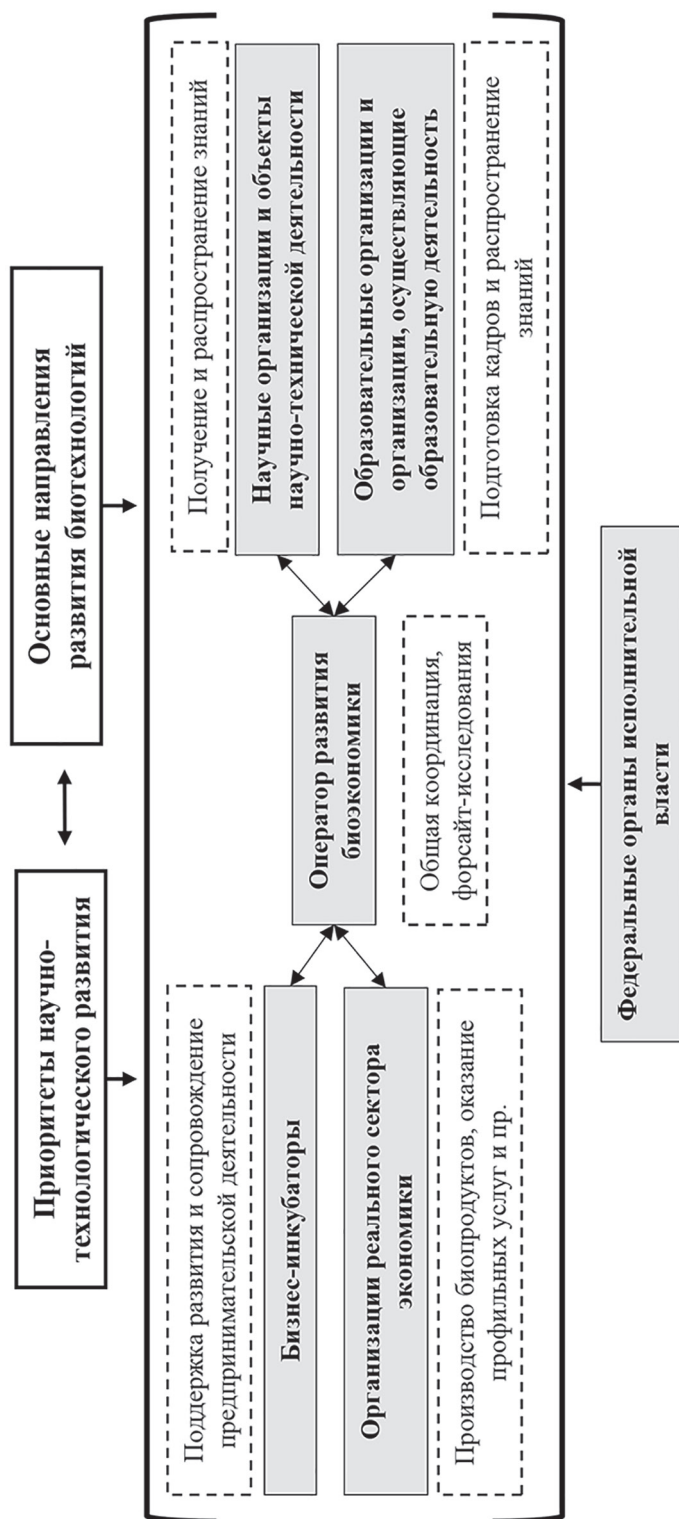 Приоритеты научно-
технологического развития
Основные направления
развития биотехнологий
Поддержка развития и сопровождение
предпринимательской деятельности
Бизнес-инкубаторы
Организации реального сектора
экономики
Производство биопродуктов, оказание
профильных услуг и пр.
Оператор развития
биоэкономики
Общая координация,
форсайт-исследования
Получение и распространение знаний
Научные организации и объекты
научно-технической деятельности
Образовательные организации и
организации, осуществляющие
образовательную деятельность
Подготовка кадров и распространение
знаний
Федеральные органы исполнительной
власти